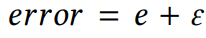 error = e + ε